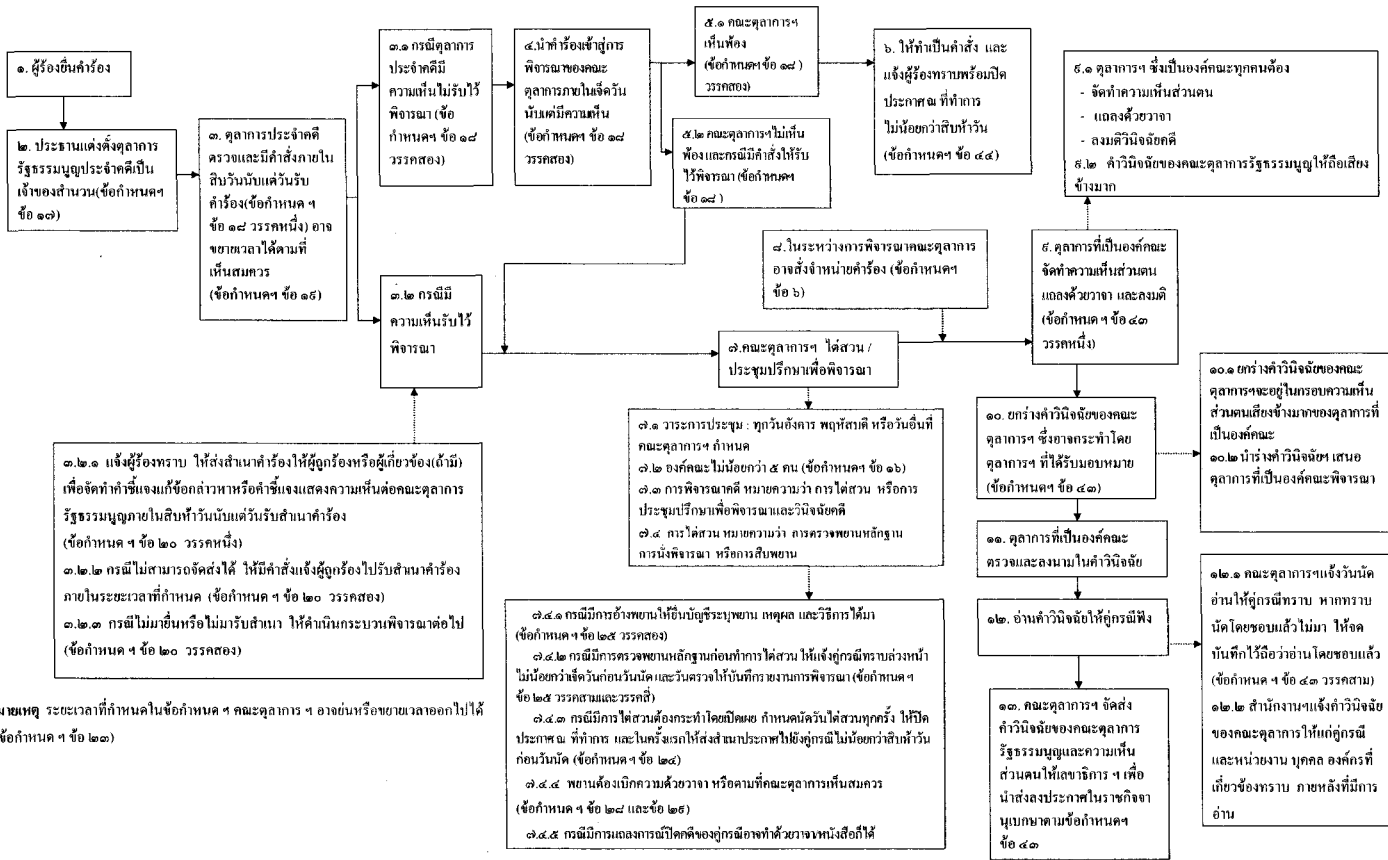 ๑. ผู้ร้องยื่นคำร้อง
๒. ประธานแต่งตั้งตุลาการ
รัฐธรรมนูญประจำคดีเป็น
เจ้าของสำนวน(ข้อกำหนดฯ
ข้อ ๑๗)
๓. ตุลาการประจำคดี
ตรวจและมีคำสั่งภายใน
สิบวันนับแต่วันรับ
คำร้อง(ข้อกำหนด ฯ
ข้อ ๑๘ วรรคหนึ่ง) อาจ
ขยายเวลาได้ตามที่
เห็นสมควร
(ข้อกำหนดฯ ข้อ ๑๙)
๓.๑ กรณีตุลาการ
ประจำคดีมี
ความเห็นไม่รับไว้
พิจารณา (ข้อ
กำหนดฯ ข้อ ๑๘
วรรคสอง)
๔.นำคำร้องเข้าสู่การ
พิจารณาของคณะ
ตุลาการภายในเจ็ดวัน
นับแต่มีความเห็น
(ข้อกำหนดฯ ข้อ ๑๘
วรรคสอง)
๕.๑ คณะตุลาการฯ
เห็นพ้อง
(ข้อกำหนดฯ ข้อ ๑๘ )
วรรคสอง)
๕.๒ คณะตุลาการฯไม่เห็น
พ้อง และกรณีมีคำสั่งให้รับ
ไว้พิจารณา (ข้อกำหนดฯ
ข้อ ๑๘ )
๖. ให้ทำเป็นคำสั่ง และ
แจ้งผู้ร้องทราบพร้อมปิด
ประกาศณ ที่ทำการ
ไม่น้อยกว่าสิบห้าวัน
(ข้อกำหนดฯ ข้อ ๔๔)
๓.๒ กรณีมี
ความเห็นรับไว้
พิจารณา
๓.๒.๑ แจ้งผู้ร้องทราบ ให้ส่งสำเนาคำร้องให้ผู้ถูกร้องหรือผู้เกี่ยวข้อง(ถ้ามี)
เพื่อจัดทำคำชี้แจงแก้ข้อกล่าวหาหรือคำชี้แจงแสดงความเห็นต่อคณะตุลาการ
รัฐธรรมนูญภายในสิบห้าวันนับแต่วันรับสำเนาคำร้อง
(ข้อกำหนด ฯ ข้อ ๒๐ วรรคหนึ่ง)
๓.๒.๒ กรณีไม่สามารถจัดส่งได้ ให้มีคำสั่งแจ้งผู้ถูกร้องไปรับสำเนาคำร้อง
ภายในระยะเวลาที่กำหนด (ข้อกำหนด ฯ ข้อ ๒๐ วรรคสอง)
๓.๒.๓ กรณีไม่มายื่นหรือไม่มารับสำเนา ให้ดำเนินกระบวนพิจารณาต่อไป
(ข้อกำหนด ฯ ข้อ ๒๐ วรรคสอง)
มายเหตุ ระยะเวลาที่กำหนดในข้อกำหนด ฯ คณะตุลาการ ฯ อาจย่นหรือขยายเวลาออกไปได้
ข้อกำหนด ฯ ข้อ ๒๓)
๗.คณะตุลาการฯ ไต่สวน /
ประชุมปรึกษาเพื่อพิจารณา
๗.๑ วาระการประชุม : ทุกวันอังคาร พฤหัสบดี หรือวันอื่นที่
คณะตุลาการฯ กำหนด
๗.๒ องค์คณะไม่น้อยกว่า ๕ คน (ข้อกำหนดฯ ข้อ ๑๖)
๗.๓ การพิจารณาคดี หมายความว่า การไต่สวน หรือการ
ประชุมปรึกษาเพื่อพิจารณาและวินิจฉัยคดี
๗.๔ การไต่สวน หมายความว่า การตรวจพยานหลักฐาน
การนั่งพิจารณา หรือการสืบพยาน
๗.๔.๑ กรณีมีการอ้างพยานให้ยื่นบัญชีระบุพยาน เหตุผล และวิธีการได้มา
(ข้อกำหนด ฯ ข้อ ๒๕ วรรคสอง)
๗.๔.๒ กรณีมีการตรวจพยานหลักฐานก่อนทำการไต่สวน ให้แจ้งคู่กรณีทราบล่วงหน้า
ไม่น้อยกว่าเจ็ดวันก่อนวันนัด และวันตรวจให้บันทึกรายงานการพิจารณา (ข้อกำหนด ฯ
ข้อ ๒๕ วรรคสามและวรรคสี่)
๗.๔.๓ กรณีมีการไต่สวนต้องกระทำโดยเปิดเผย กำหนดนัดวันไต่สวนทุกครั้ง ให้ปิด
ประกาศณ ที่ทำการ และในครั้งแรกให้ส่งสำเนาประกาศไปยังคู่กรณีไม่น้อยกว่าสิบห้าวัน
ก่อนวันนัด (ข้อกำหนดฯ ข้อ ๒๔)
๗.๔.๔ พยานต้องเบิกความด้วยวาจา หรือตามที่คณะตุลาการเห็นสมควร
(ข้อกำหนดฯ ข้อ ๒๘ และข้อ ๒๙)
๗.๔.๕ กรณีมีการแถลงการณ์ปิดคดีของคู่กรณีอาจทำด้วยวาจา/หนังสือก็ได้
๘.ในระหว่างการพิจารณาคณะตุลาการ
อาจสั่งจำหน่ายคำร้อง (ข้อกำหนดฯ
ข้อ ๖)
๙. ตุลาการที่เป็นองค์คณะ
จัดทำความเห็นส่วนตน
แถลงด้วยวาจา และลงมติ
(ข้อกำหนด ฯ ข้อ ๔๓
วรรคหนึ่ง)
๙.๑ ตุลาการฯ ซึ่งเป็นองค์คณะทุกคนต้อง
- จัดทำความเห็นส่วนตน
- แถลงด้วยวาจา
- ลงมติวินิจฉัยคดี
๙.๒ คำวินิจฉัยของคณะตุลาการรัฐธรรมนูญให้ถือเสียง
ข้างมาก
๑๐. ยกร่างคำวินิจฉัยของคณะ
ตุลาการฯ ซึ่งอาจกระทำโดย
ตุลาการฯ ที่ได้รับมอบหมาย
(ข้อกำหนดฯ ข้อ ๔๓)
๑๐.๑ ยกร่างคำวินิจฉัยของคณะ
ตุลาการฯจะอยู่ในกรอบความเห็น
ส่วนตนเสียงข้างมากของตุลาการที่
เป็นองค์คณะ
๑๐.๒ นำร่างคำวินิจฉัยฯ เสนอ
ตุลาการที่เป็นองค์คณะพิจารณา
๑๑. ตุลาการที่เป็นองค์คณะ
ตรวจและลงนามในคำวินิจฉัย
๑๒. อ่านคำวินิจฉัยให้คู่กรณีฟัง
๑๒.๑ คณะตุลาการฯแจ้งวันนัด
อ่านให้คู่กรณีทราบ หากทราบ
นัดโดยชอบแล้วไม่มา ให้จด
บันทึกไว้ถือว่าอ่านโดยชอบแล้ว
(ข้อกำหนด ฯ ข้อ ๔๓ วรรคสาม)
๑๒.๒ สำนักงานฯแจ้งคำวินิจฉัย
ของคณะตุลาการให้แก่คู่กรณี
และหน่วยงาน บุคคล องค์กรที่
เกี่ยวข้องทราบ ภายหลังที่มีการ
อ่าน
๑๓. คณะตุลาการฯ จัดส่ง
คำวินิจฉัยของคณะตุลาการ
รัฐธรรมนูญและความเห็น
ส่วนตนให้เลขาธิการ ฯ เพื่อ
นำส่งลงประกาศในราชกิจจา
นุเบกษาตามข้อกำหนดฯ
ข้อ ๔๓